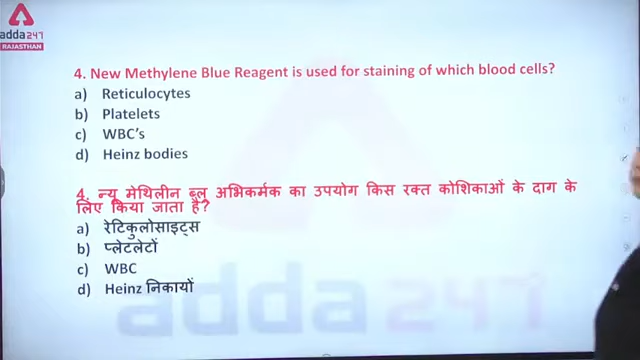 adda247
RAJASTHAN
4. New Methylene Blue Reagent is used for staining of which blood cells?
a) Reticulocytes
b) Platelets
c) WBC's
d) Heinz bodies
4. न्यू मेथिलीन ब्लू अभिकर्मक का उपयोग किस रक्त कोशिकाओं के दाग के
लिए किया जाता है?
a) रेटिकुलोसाइट्स
b) प्लेटलेटों
c) WBC
d) Heinz निकायों
adda247